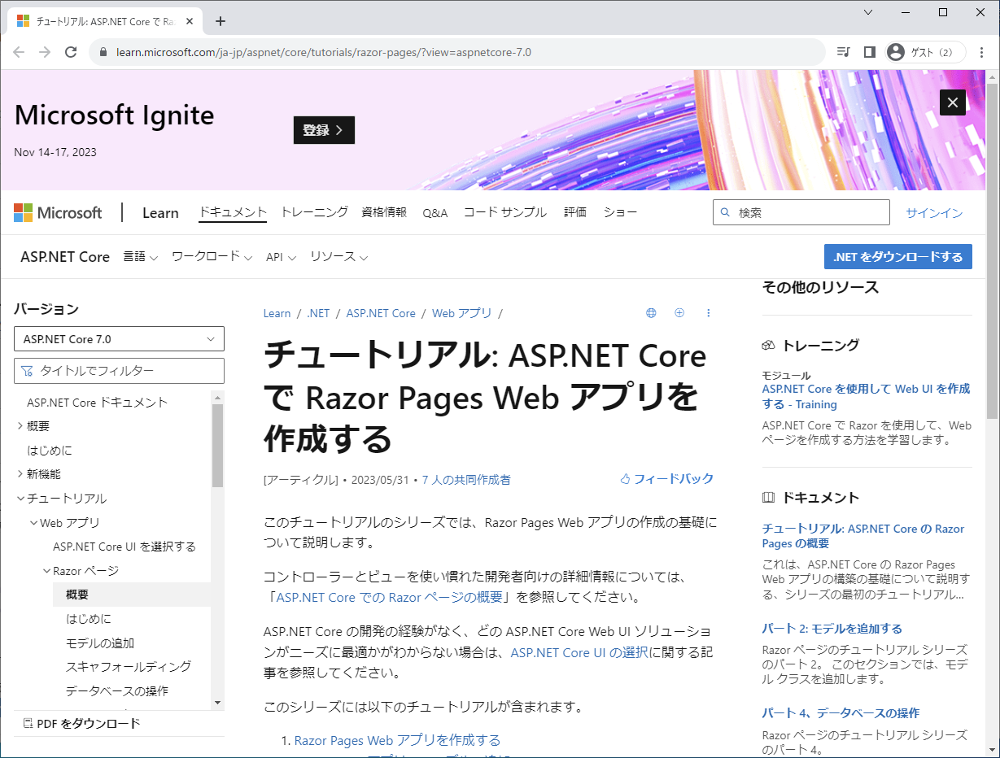 チュートリアル: ASP.NET Core で Ra
learn.microsoft.com/ja-jp/aspnet/core/tutorials/razor-pages/?view=aspnetcore-7.0
ゲスト (2)
Microsoft Ignite
Nov 14-17, 2023
登録
Microsoft
Learn
ドキュメント
トレーニング
資格情報
Q&A
コード サンプル
評価
ショー
検索
サインイン
ASP.NET Core
言語
ワークロード
API
リソース
.NET をダウンロードする
バージョン
ASP.NET Core 7.0
タイトルでフィルター
ASP.NET Core ドキュメント
概要
はじめに
新機能
チュートリアル
Web アプリ
ASP.NET Core UI を選択する
Razor ページ
概要
はじめに
モデルの追加
スキャフォールディング
データベースの操作
PDF をダウンロード
Learn / .NET / ASP.NET Core / Web アプリ /
チュートリアル: ASP.NET Core
で Razor Pages Web アプリを
作成する
[アーティクル] • 2023/05/31 • 7 人の共同作成者
フィードバック
このチュートリアルのシリーズでは、Razor Pages Web アプリの作成の基礎に
ついて説明します。
コントローラーとビューを使い慣れた開発者向けの詳細情報については、
「ASP.NET Core での Razor ページの概要」を参照してください。
ASP.NET Core の開発の経験がなく、どの ASP.NET Core Web UI ソリューショ
ンがニーズに最適かがわからない場合は、ASP.NET Core UI の選択に関する記
事を参照してください。
このシリーズには以下のチュートリアルが含まれます。
1. Razor Pages Web アプリを作成する
その他のリソース
トレーニング
モジュール
ASP.NET Core を使用して Web UI を作成
する - Training
ASP.NET Core で Razor を使用して、Web
ページを作成する方法を学習します。
ドキュメント
チュートリアル: ASP.NET Core の Razor
Pages の概要
これは、ASP.NET Core の Razor Pages
Web アプリの構築の基礎について説明す
る、シリーズの最初のチュートリアル...
パート 2: モデルを追加する
Razor ページのチュートリアル シリーズ
のパート 2。 このセクションでは、モデ
ル クラスを追加します。
パート 4、データベースの操作
Razor ページのチュートリアル シリーズ
のパート 4。